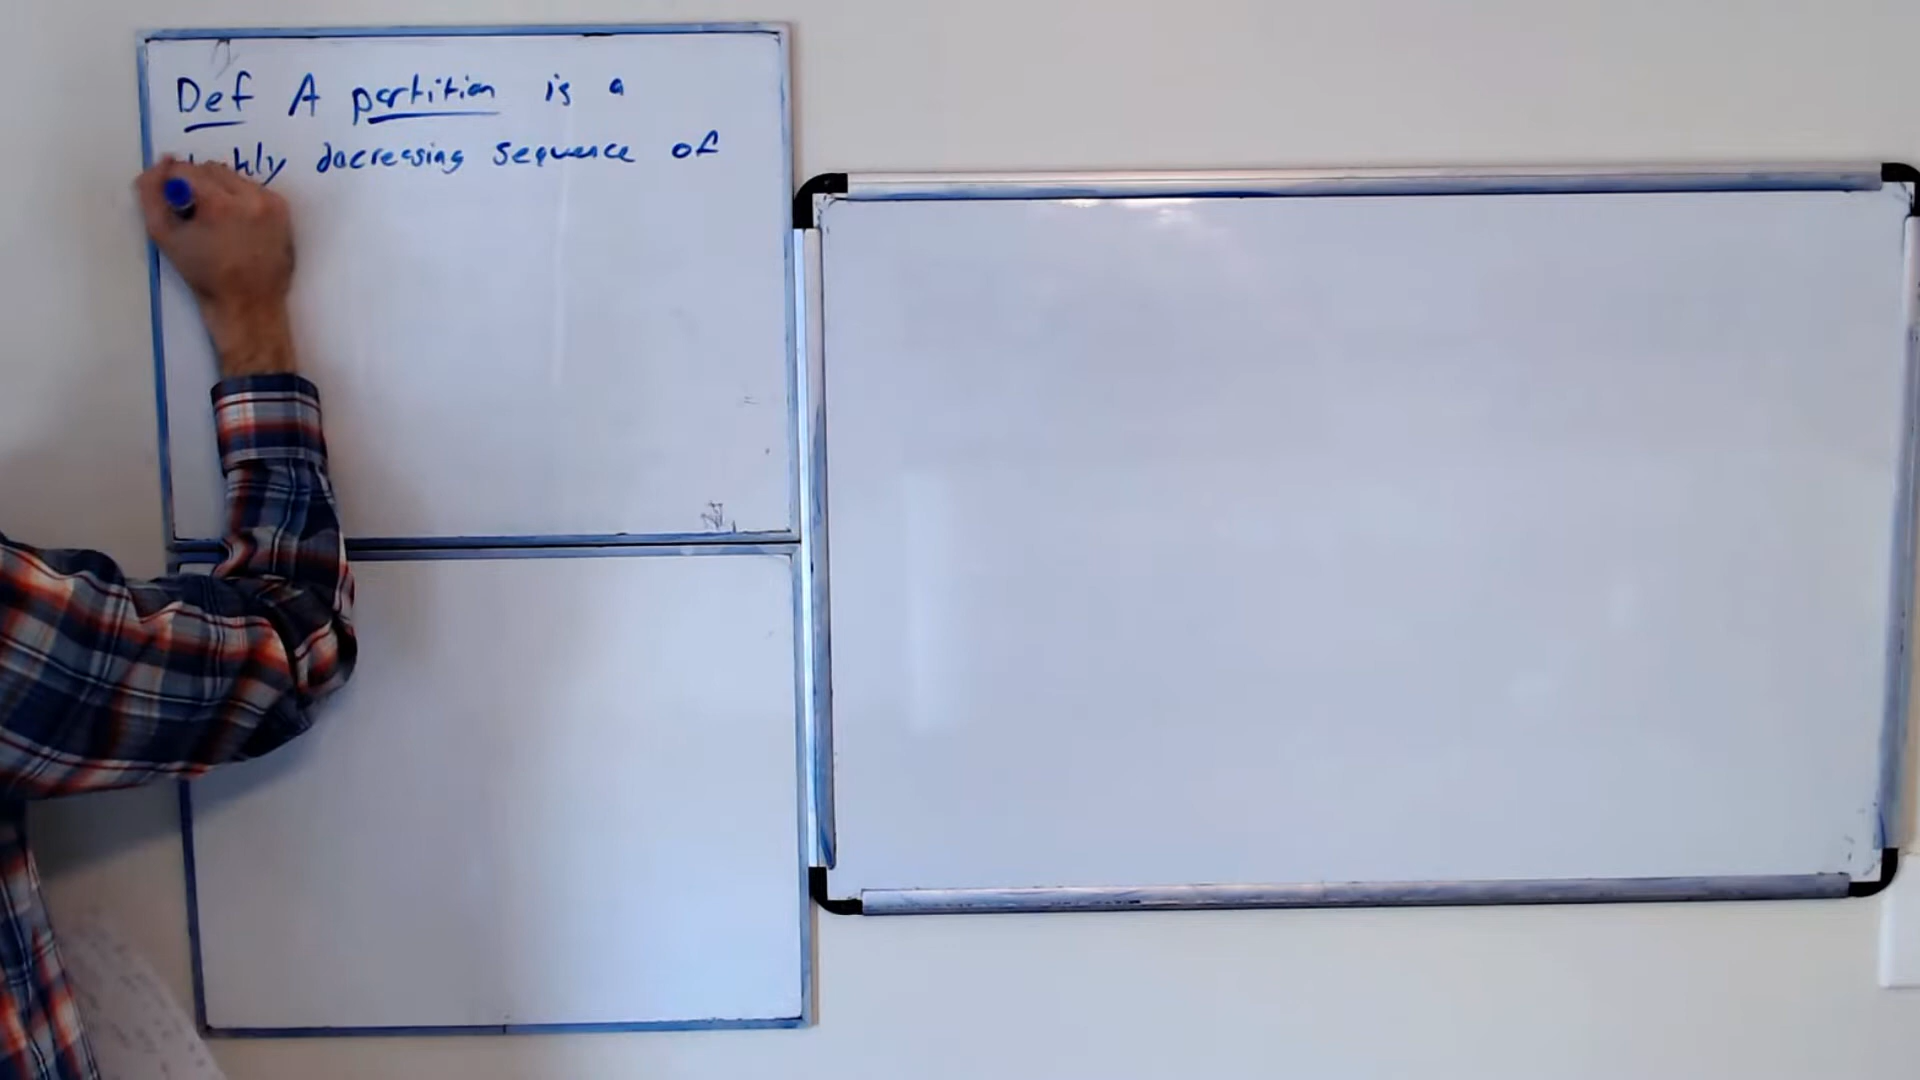 Def A partition is a
decreasing sequence of